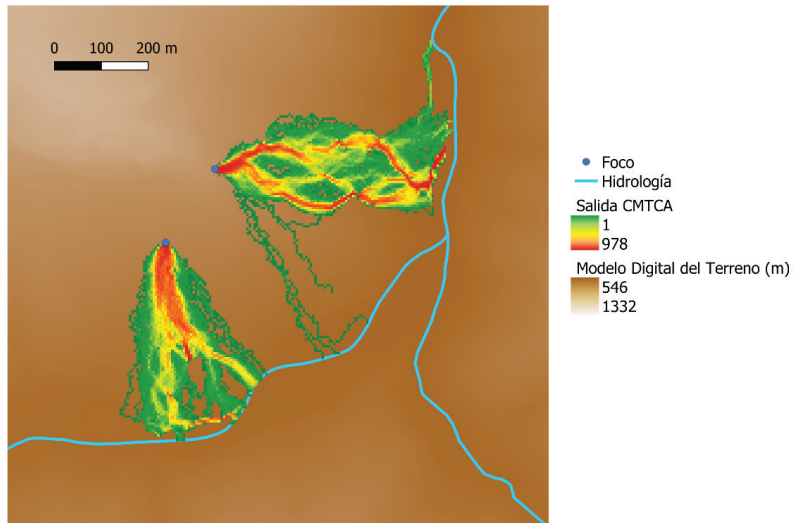 0 100 200 m
Foco
Hidrología
Salida CMTCA
1
978
Modelo Digital del Terreno (m)
546
1332